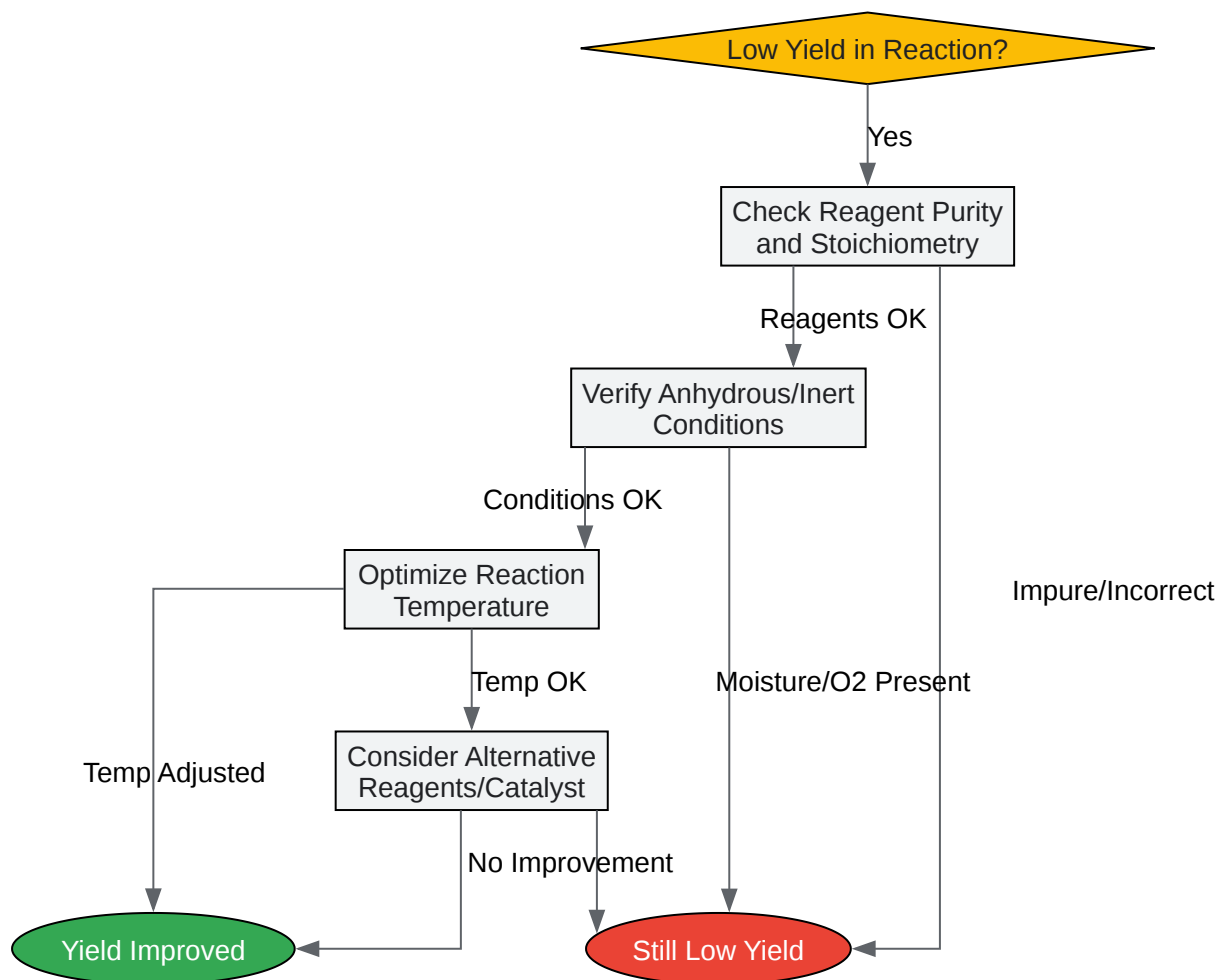 Low Yield in Reaction?
Yes
Check Reagent Purity
and Stoichiometry
Reagents OK
Verify Anhydrous/Inert
Conditions
Conditions OK
Optimize Reaction
Temperature
Impure/Incorrect
Temp OK
Moisture/O2 Present
Consider Alternative
Reagents/Catalyst
Temp Adjusted
No Improvement
Yield Improved
Still Low Yield